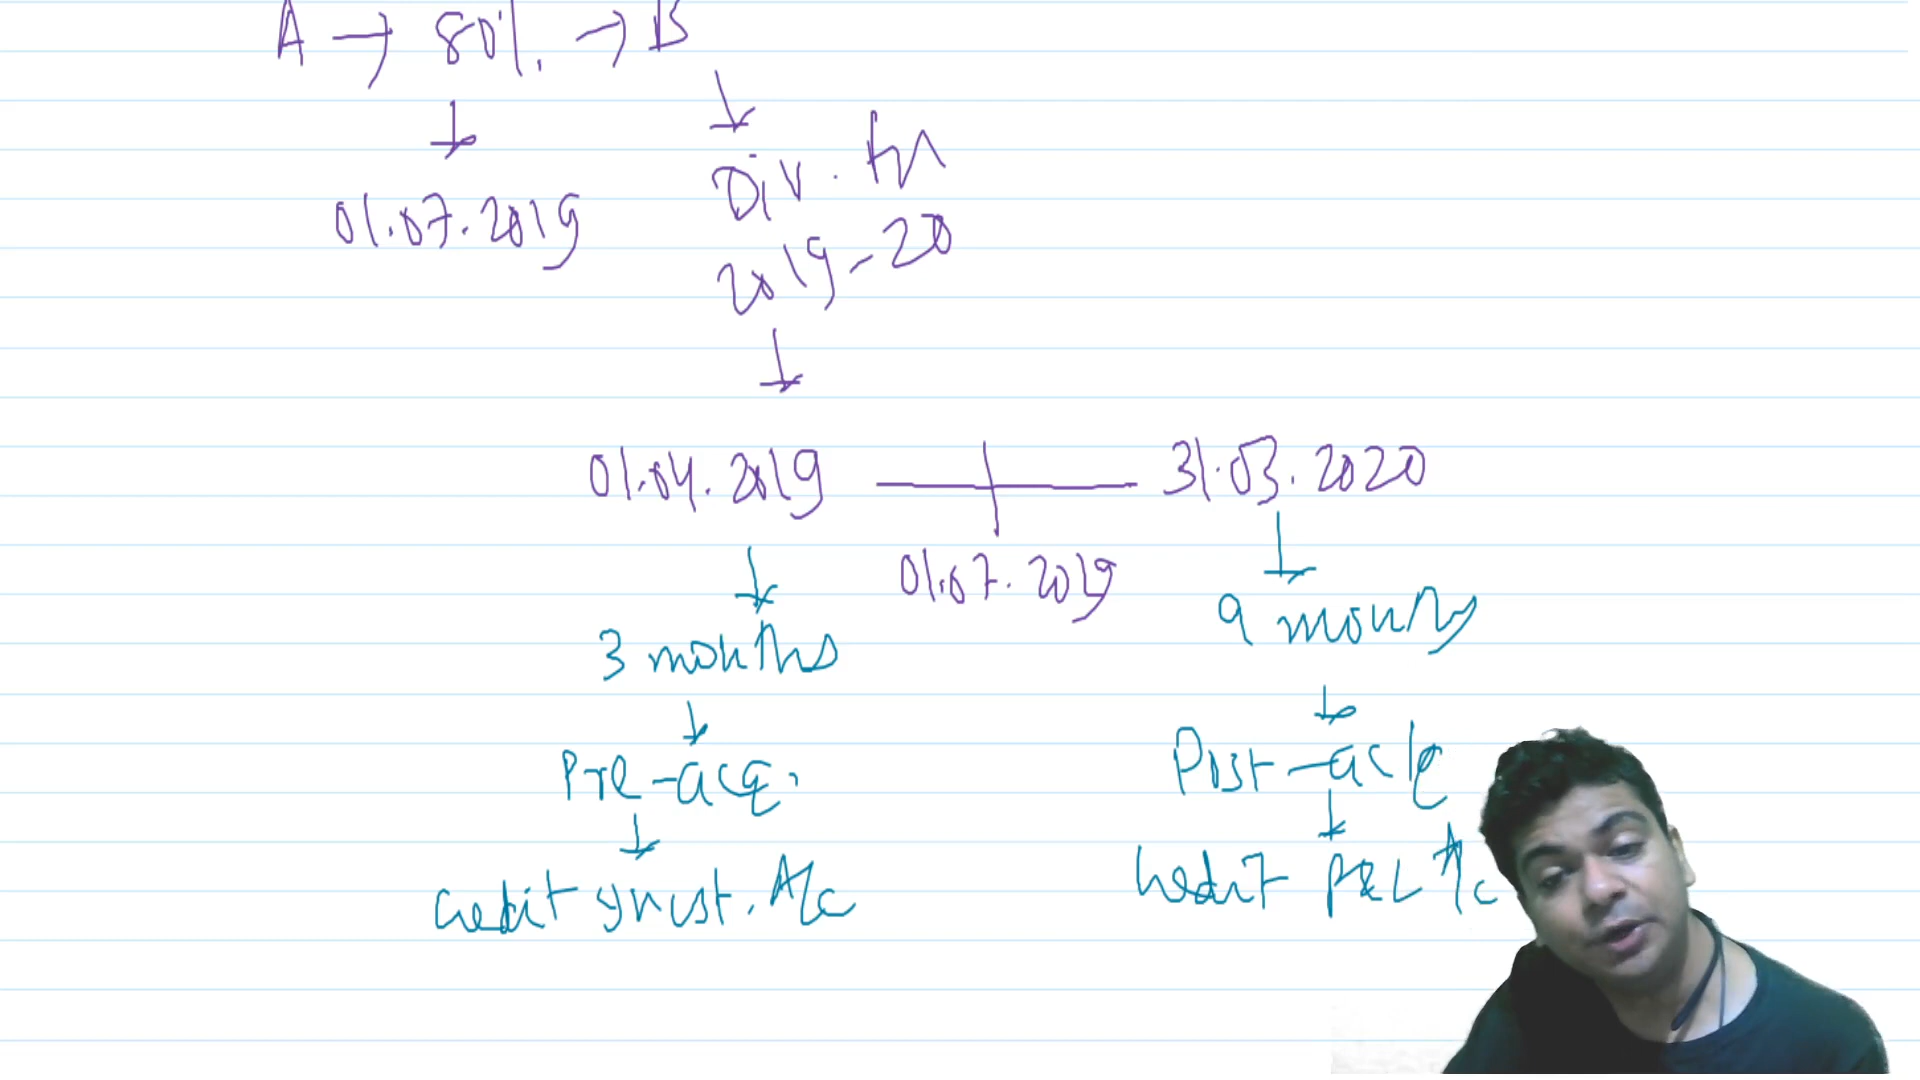 A → 80%. → B
01.07.2019
Div. for
2019-20
01.04.2019 31.03.2020
01.07.2019
3 months
9 months
Pre-acq.
Post-acq
Credit Invst. A/c
Credit P&L A/c